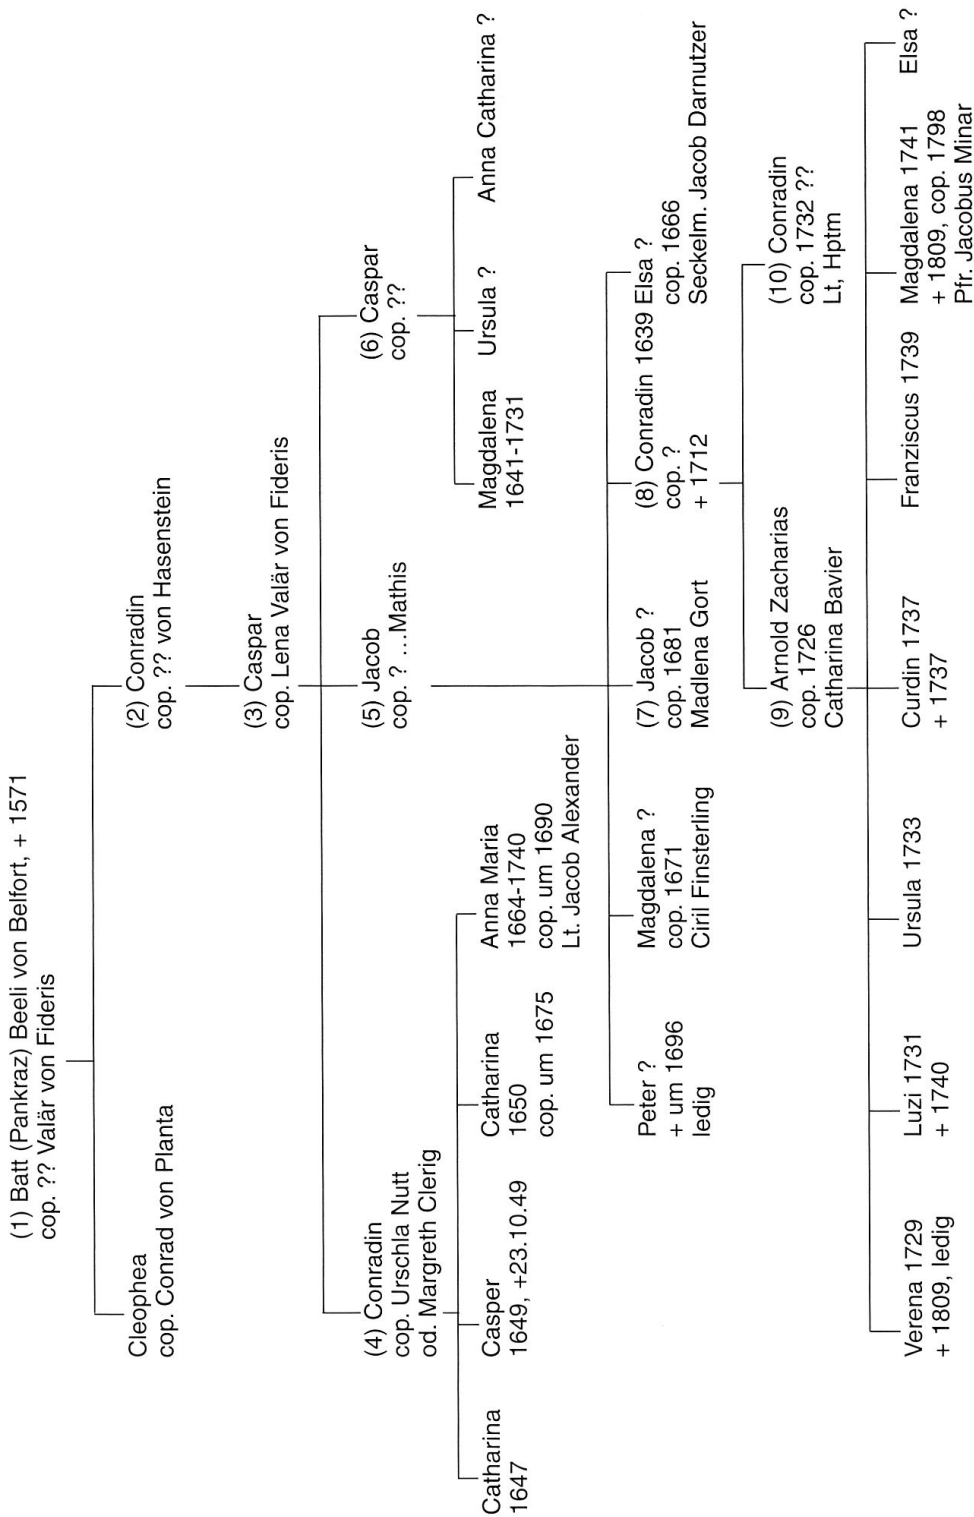 (1) Batt (Pankraz) Beeli von Belfort, + 1571
cop. ?? Valär von Fideris
Cleophea
cop. Conrad von Planta
(2) Conradin
cop. ?? von Hasenstein
(3) Caspar
cop. Lena Valär von Fideris
(4) Conradin
cop. Urschla Nutt
od. Margreth Clerig
(5) Jacob
cop. ? ...Mathis
(6) Caspar
cop. ??
Catharina
1647
Casper
1649, +23.10.49
Catharina
1650
cop. um 1675
Anna Maria
1664-1740
cop. um 1690
Lt. Jacob Alexander
Magdalena
1641-1731
Ursula ?
Anna Catharina ?
Peter ?
+ um 1696
ledig
Magdalena ?
cop. 1671
Ciril Finsterling
(7) Jacob ?
cop. 1681
Madlena Gort
(8) Conradin 1639
cop. ?
+ 1712
Elsa ?
cop. 1666
Seckelm. Jacob Darnutzer
(9) Arnold Zacharias
cop. 1726
Catharina Bavier
(10) Conradin
cop. 1732 ??
Lt, Hptm
Verena 1729
+ 1809, ledig
Luzi 1731
+ 1740
Ursula 1733
Curdin 1737
+ 1737
Franziscus 1739
Magdalena 1741
+ 1809, cop. 1798
Pfr. Jacobus Minar
Elsa ?